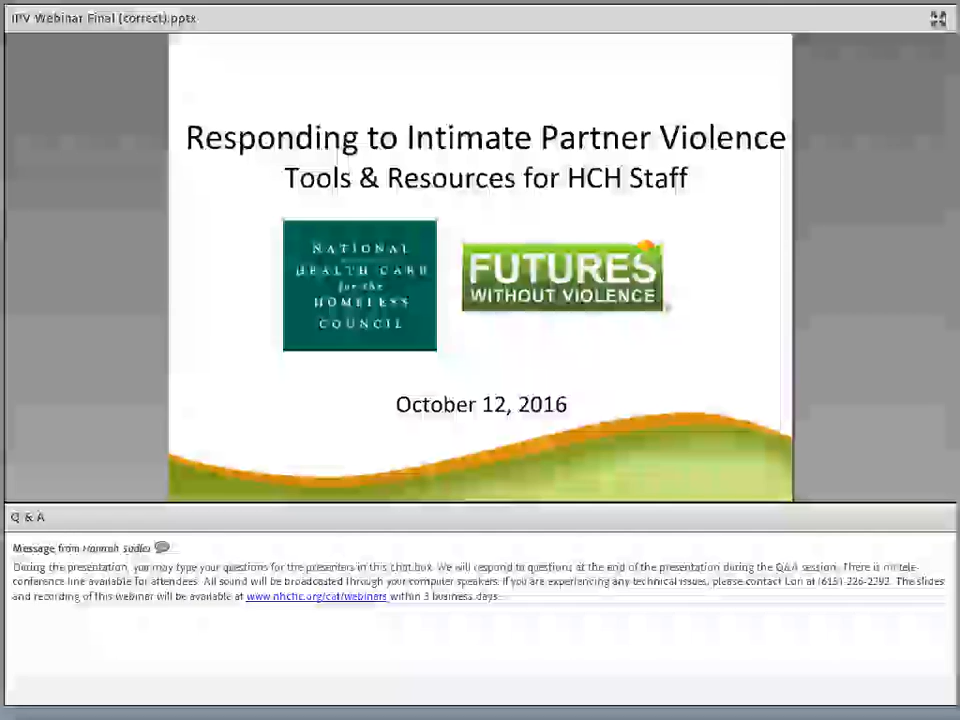 IPV Webinar Final (correct).pptx
Responding to Intimate Partner Violence
Tools & Resources for HCH Staff
NATIONAL
HEALTH CARE
for the
HOMELESS
COUNCIL
FUTURES
WITHOUT VIOLENCE
October 12, 2016
Q & A
Message from Hannah
During the presentation, you may type your questions for the presenters in this chat box. We will respond to questions at the end of the presentation during the Q&A session. There is no tele-
conference line available for attendees. All sound will be broadcasted through your computer speakers. If you are experiencing any technical issues, please contact Lori at (615) 226-2292. The slides
and recording of this webinar will be available at www.nhchc.org/cat/webinars within 3 business days.